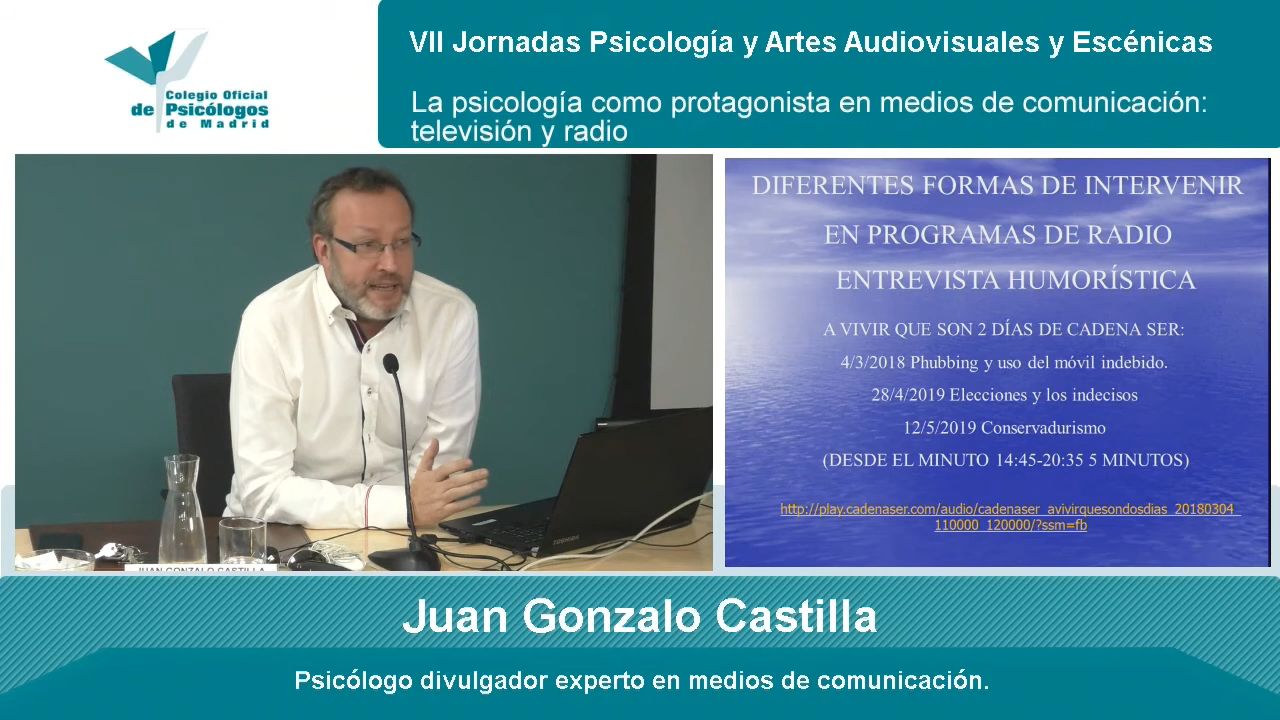 Colegio Oficial
de Psicólogos
de Madrid
VII Jornadas Psicología y Artes Audiovisuales y Escénicas
La psicología como protagonista en medios de comunicación:
televisión y radio
DIFERENTES FORMAS DE INTERVENIR
EN PROGRAMAS DE RADIO
ENTREVISTA HUMORÍSTICA
A VIVIR QUE SON 2 DÍAS DE CADENA SER:
4/3/2018 Phubbing y uso del móvil indebido.
28/4/2019 Elecciones y los indecisos
12/5/2019 Conservadurismo
(DESDE EL MINUTO 14:45-20:35 5 MINUTOS)
http://play.cadenaser.com/audio/cadenaser_avivirquesondosdias_20180304_
110000_120000/?ssm=fb
TOSHIBA
JUAN GONZALO CASTILLA
Juan Gonzalo Castilla
Psicólogo divulgador experto en medios de comunicación.